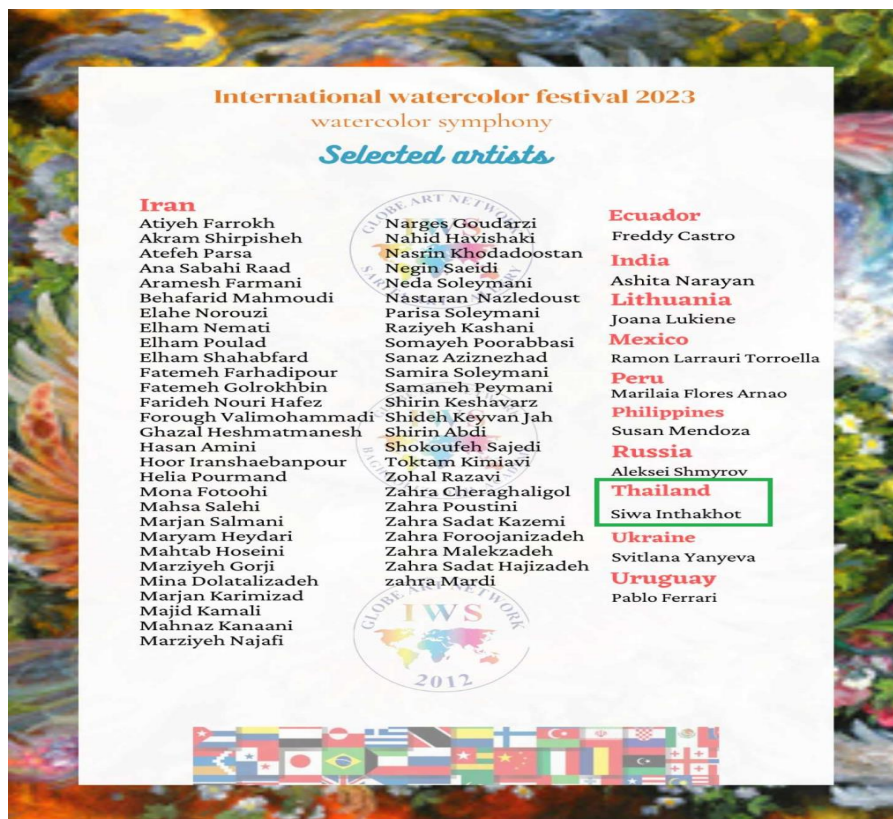 International watercolor festival 2023
watercolor symphony
Selected artists
Iran
Atiyeh Farrokh
Akram Shirpisheh
Atefeh Parsa
Ana Sabahi Raad
Aramesh Farmani
Behafarid Mahmoudi
Elahe Norouzi
Elham Nemati
Elham Poulad
Elham Shahabfard
Fatemeh Farhadipour
Fatemeh Golrokhbin
Farideh Nouri Hafez
Forough Valimohammadi
Ghazal Heshmatmanesh
Hasan Amini
Hoor Iranshaebanpour
Helia Pourmand
Mona Fotoohi
Mahsa Salehi
Marjan Salmani
Maryam Heydari
Mahtab Hoseini
Marziyeh Gorji
Mina Dolatalizadeh
Marjan Karimizad
Majid Kamali
Mahnaz Kanaani
Marziyeh Najafi
Narges Goudarzi
Nahid Havishaki
Nasrin Khodadoostan
Negin Saeidi
Neda Soleymani
Nastaran Nazledoust
Parisa Soleymani
Raziyeh Kashani
Somayeh Poorabbasi
Sanaz Aziznezhad
Samira Soleymani
Samaneh Peymani
Shirin Keshavarz
Shideh Keyvan Jah
Shirin Abdi
Shokoufeh Sajedi
Toktam Kimiavi
Zohal Razavi
Zahra Cheraghaligol
Zahra Poustini
Zahra Sadat Kazemi
Zahra Foroojanizadeh
Zahra Malekzadeh
Zahra Sadat Hajizadeh
zahra Mardi
Ecuador
Freddy Castro
India
Ashita Narayan
Lithuania
Joana Lukiene
Mexico
Ramon Larrauri Torroella
Peru
Marilaia Flores Arnao
Philippines
Susan Mendoza
Russia
Aleksei Shmyrov
Thailand
Siwa Inthakhot
Ukraine
Svitlana Yanyeva
Uruguay
Pablo Ferrari
GLOBE ART NETWORK
IWS
GLOBE ART NETWORK
IWS
2012